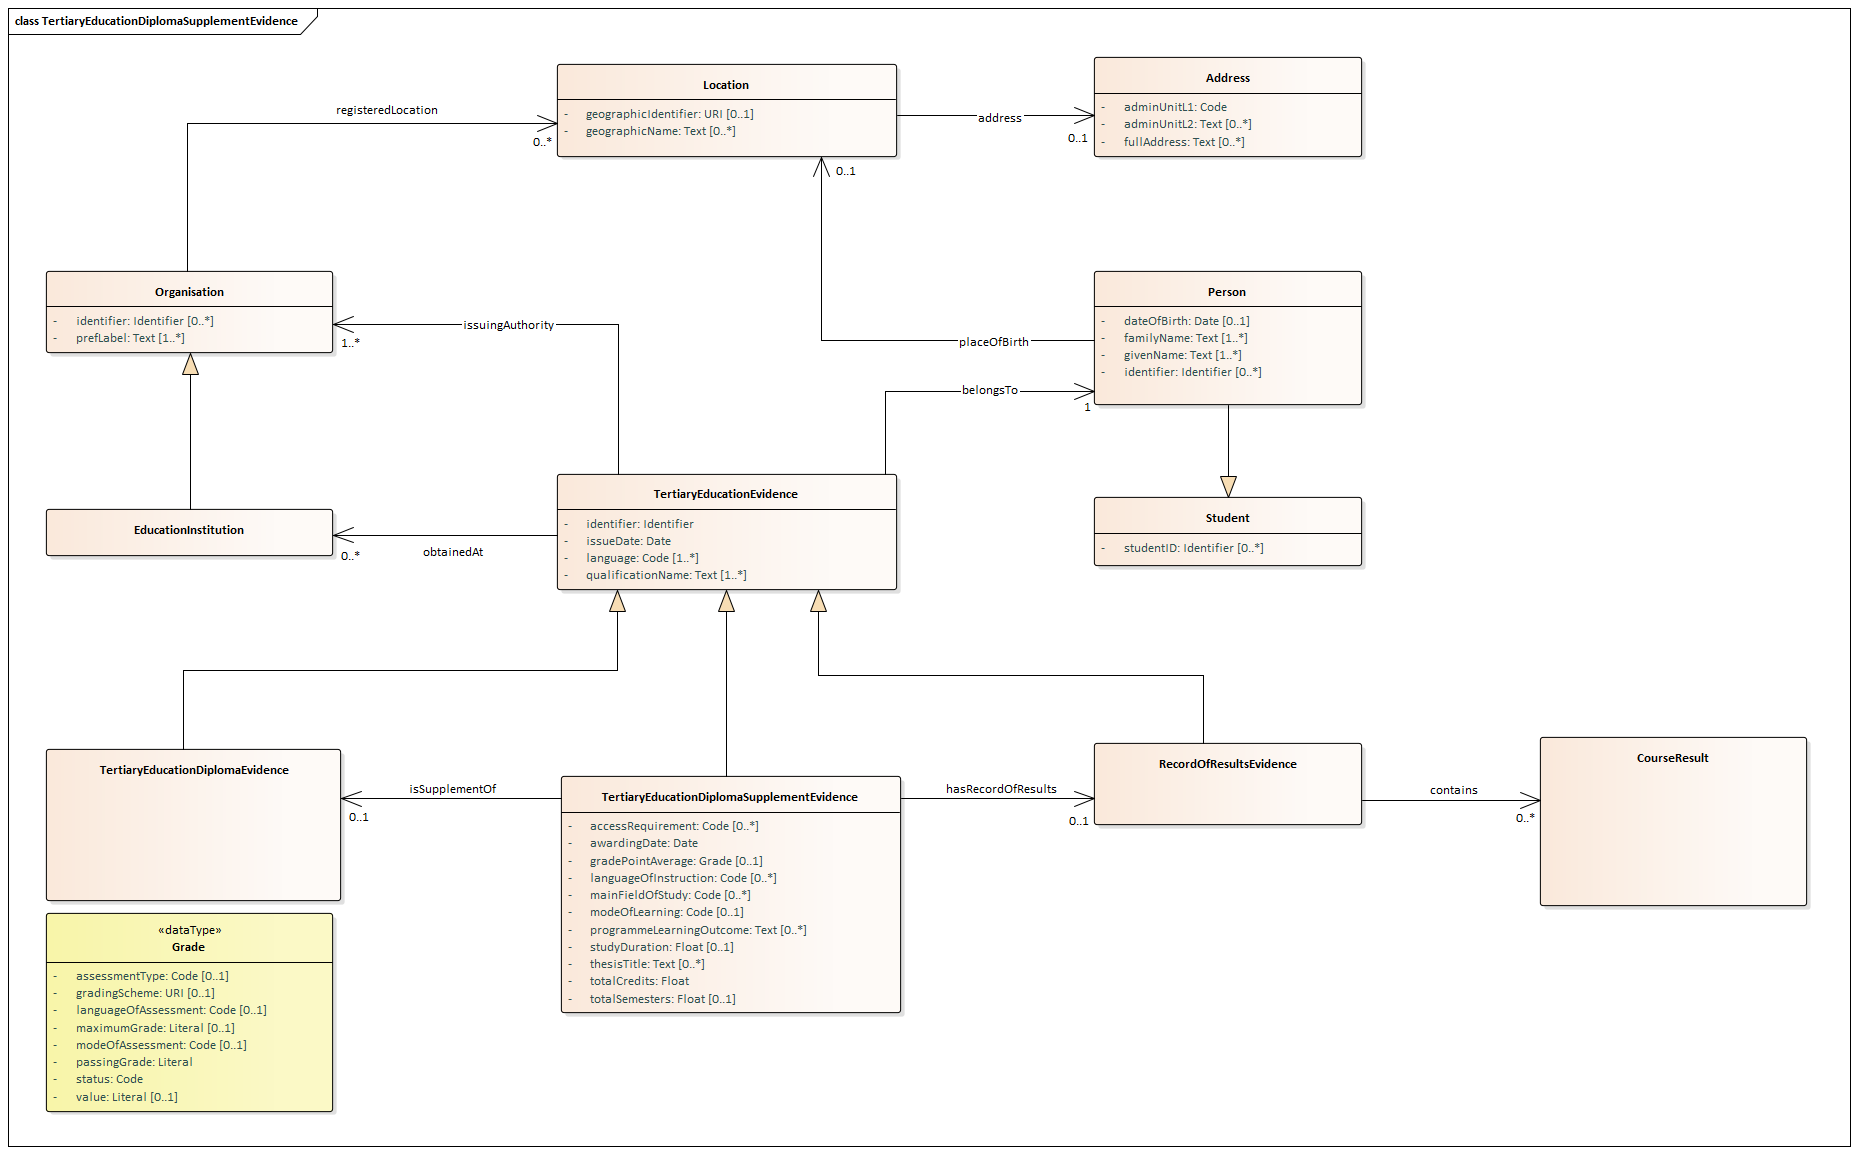 class TertiaryEducationDiplomaSupplementEvidence
Location
- geographicIdentifier: URI [0..1]
- geographicName: Text [0..*]
Address
- adminUnitL1: Code
- adminUnitL2: Text [0..*]
- fullAddress: Text [0..*]
registeredLocation
0..*
address
0..1
0..1
Organisation
- identifier: Identifier [0..*]
- prefLabel: Text [1..*]
issuingAuthority
1..*
Person
- dateOfBirth: Date [0..1]
- familyName: Text [1..*]
- givenName: Text [1..*]
- identifier: Identifier [0..*]
placeOfBirth
belongsTo
1
TertiaryEducationEvidence
- identifier: Identifier
- issueDate: Date
- language: Code [1..*]
- qualificationName: Text [1..*]
EducationInstitution
0..*
obtainedAt
Student
- studentID: Identifier [0..*]
TertiaryEducationDiplomaEvidence
isSupplementOf
0..1
TertiaryEducationDiplomaSupplementEvidence
- accessRequirement: Code [0..*]
- awardingDate: Date
- gradePointAverage: Grade [0..1]
- languageOfInstruction: Code [0..*]
- mainFieldOfStudy: Code [0..*]
- modeOfLearning: Code [0..1]
- programmeLearningOutcome: Text [0..*]
- studyDuration: Float [0..1]
- thesisTitle: Text [0..*]
- totalCredits: Float
- totalSemesters: Float [0..1]
hasRecordOfResults
0..1
RecordOfResultsEvidence
contains
0..*
CourseResult
«dataType»
Grade
- assessmentType: Code [0..1]
- gradingScheme: URI [0..1]
- languageOfAssessment: Code [0..1]
- maximumGrade: Literal [0..1]
- modeOfAssessment: Code [0..1]
- passingGrade: Literal
- status: Code
- value: Literal [0..1]